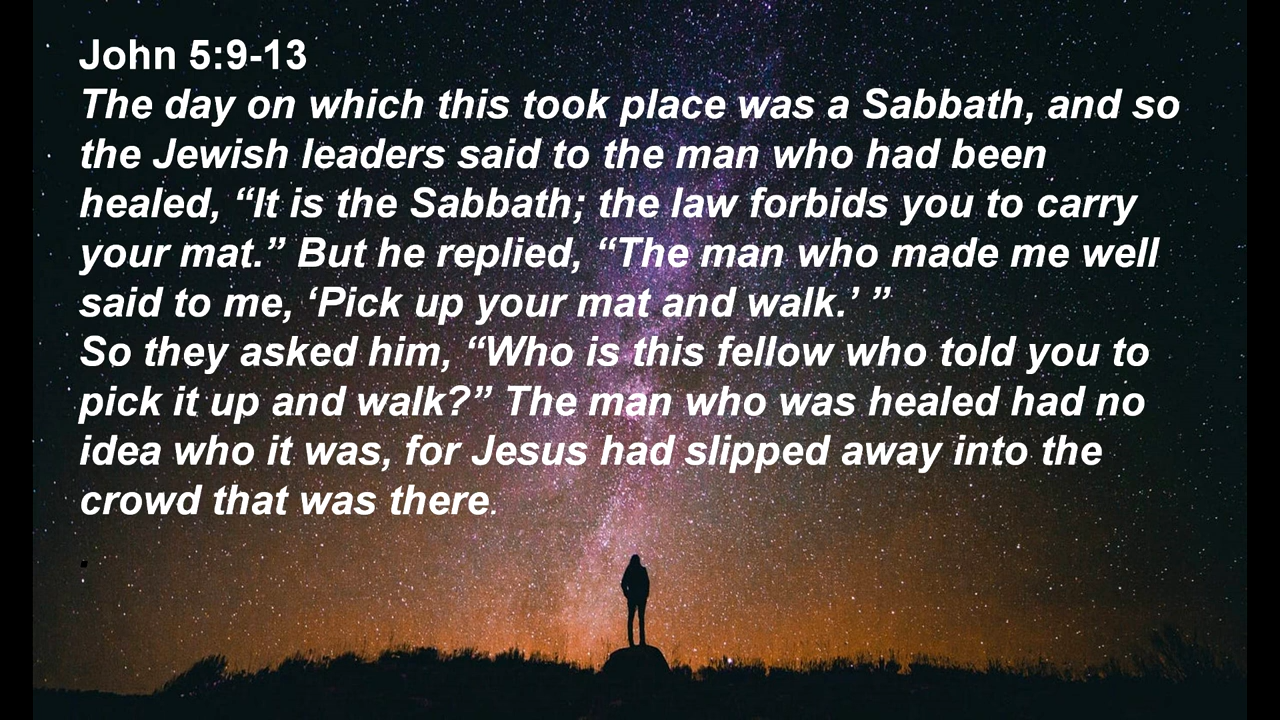 John 5:9-13
The day on which this took place was a Sabbath, and so
the Jewish leaders said to the man who had been
healed, “It is the Sabbath; the law forbids you to carry
your mat.” But he replied, “The man who made me well
said to me, ‘Pick up your mat and walk.’ ”
So they asked him, “Who is this fellow who told you to
pick it up and walk?” The man who was healed had no
idea who it was, for Jesus had slipped away into the
crowd that was there.